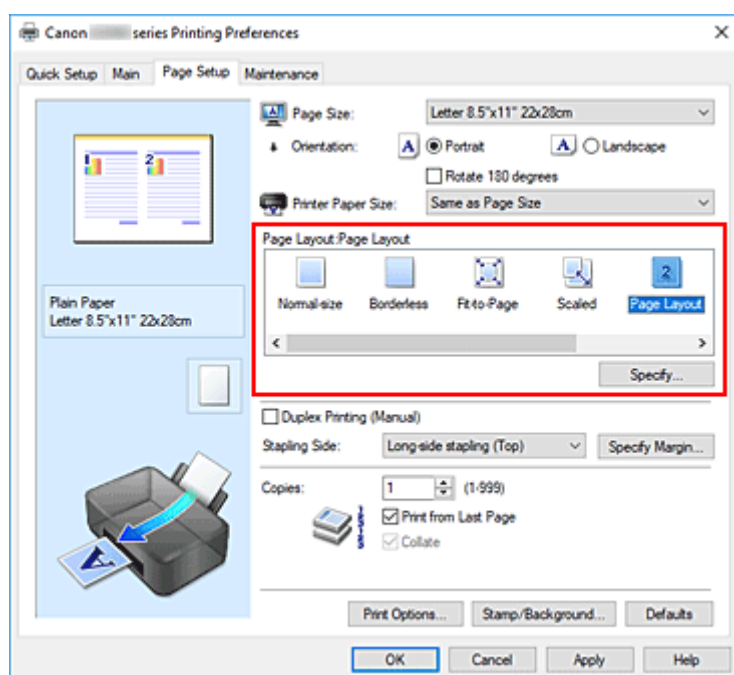 Canon series Printing Preferences
Quick Setup Main Page Setup Maintenance
Page Size: Letter 8.5"x11" 22x28cm
Orientation: A Portrait A Landscape
Rotate 180 degrees
Printer Paper Size: Same as Page Size
Page Layout:Page Layout
2
Normal-size Borderless Fit-to-Page Scaled Page Layout
Specify...
1 2
Plain Paper
Letter 8.5"x11" 22x28cm
Duplex Printing (Manual)
Stapling Side: Long-side stapling (Top) Specify Margin...
Copies: 1 (1-999)
Print from Last Page
Collate
A
Print Options... Stamp/Background... Defaults
OK Cancel Apply Help